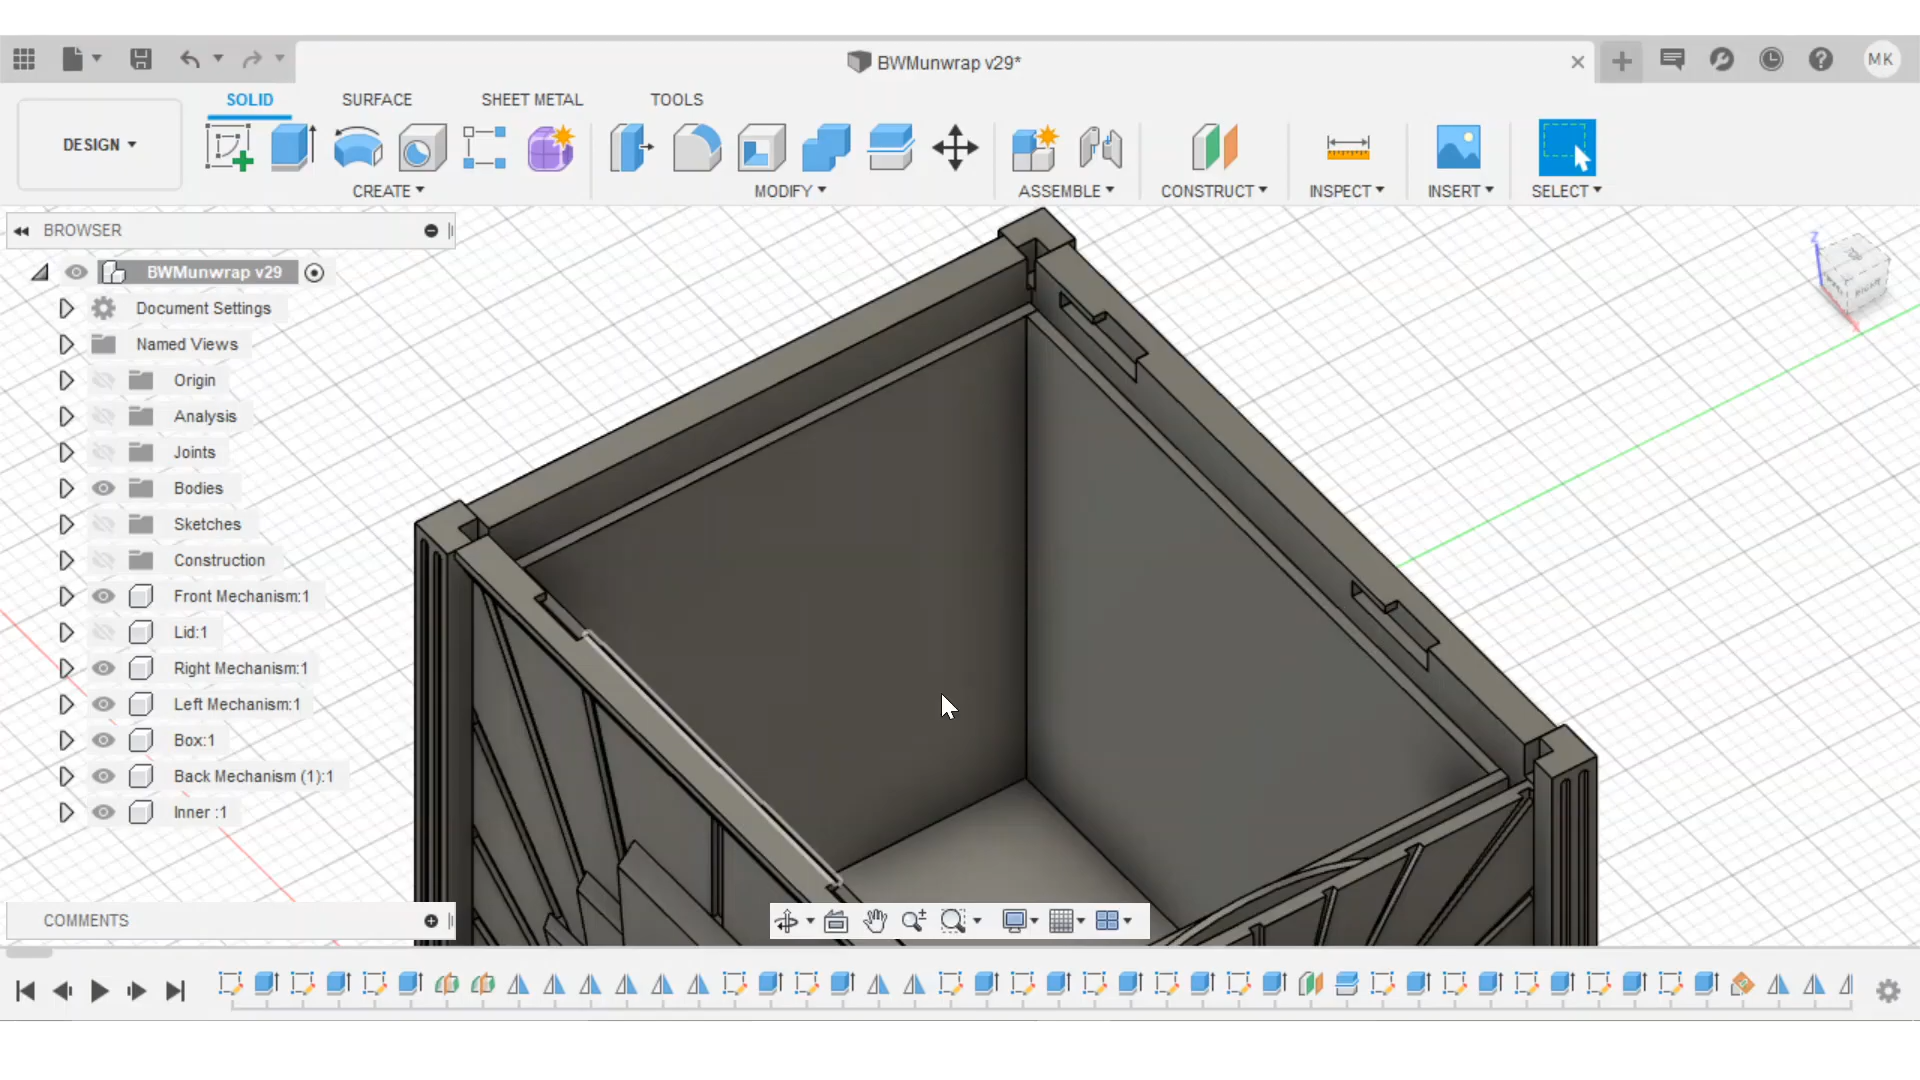 BWMunwrap v29*
MK
SOLID
SURFACE
SHEET METAL
TOOLS
DESIGN
CREATE
MODIFY
ASSEMBLE
CONSTRUCT
INSPECT
INSERT
SELECT
BROWSER
BWMunwrap v29
Document Settings
Named Views
Origin
Analysis
Joints
Bodies
Sketches
Construction
Front Mechanism:1
Lid:1
Right Mechanism:1
Left Mechanism:1
Box:1
Back Mechanism (1):1
Inner :1
COMMENTS
Z
X